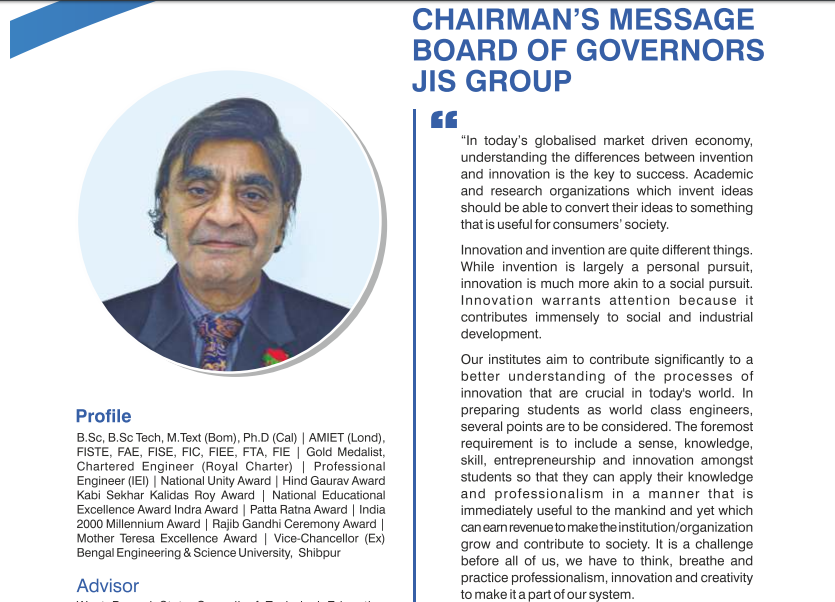 CHAIRMAN'S MESSAGE
BOARD OF GOVERNORS
JIS GROUP
“In today's globalised market driven economy,
understanding the differences between invention
and innovation is the key to success. Academic
and research organizations which invent ideas
should be able to convert their ideas to something
that is useful for consumers' society.
Innovation and invention are quite different things.
While invention is largely a personal pursuit,
innovation is much more akin to a social pursuit.
Innovation warrants attention because it
contributes immensely to social and industrial
development.
Our institutes aim to contribute significantly to a
better understanding of the processes of
innovation that are crucial in today's world. In
preparing students as world class engineers,
several points are to be considered. The foremost
requirement is to include a sense, knowledge,
skill, entrepreneurship and innovation amongst
students so that they can apply their knowledge
and professionalism in a manner that is
immediately useful to the mankind and yet which
can earn revenue to make the institution/organization
grow and contribute to society. It is a challenge
before all of us, we have to think, breathe and
practice professionalism, innovation and creativity
to make it a part of our system.
Profile
B.Sc, B.Sc Tech, M.Text (Bom), Ph.D (Cal) | AMIET (Lond),
FISTE, FAE, FISE, FIC, FIEE, FTA, FIE | Gold Medalist,
Chartered Engineer (Royal Charter) | Professional
Engineer (IEI) | National Unity Award | Hind Gaurav Award
Kabi Sekhar Kalidas Roy Award | National Educational
Excellence Award Indra Award | Patta Ratna Award | India
2000 Millennium Award | Rajib Gandhi Ceremony Award |
Mother Teresa Excellence Award | Vice-Chancellor (Ex)
Bengal Engineering & Science University, Shibpur
Advisor